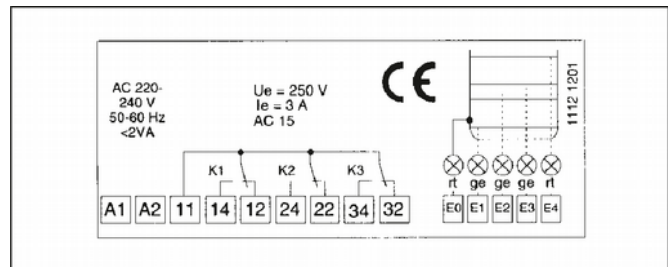 AC 220-
240 V
50-60 Hz
<2VA
Ue = 250 V
Ie = 3 A
AC 15
CE
1112 1201
K1
K2
K3
rt ge ge ge rt
A1 A2 11 14 12 24 22 34 32
E0 E1 E2 E3 E4